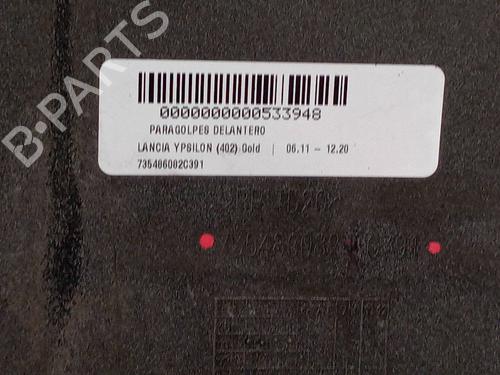 B-PARTS
0000000000533948
PARAGOLPES DELANTERO
LANCIA YPSILON (402) Gold | 06.11 – 12.20
735486082C391